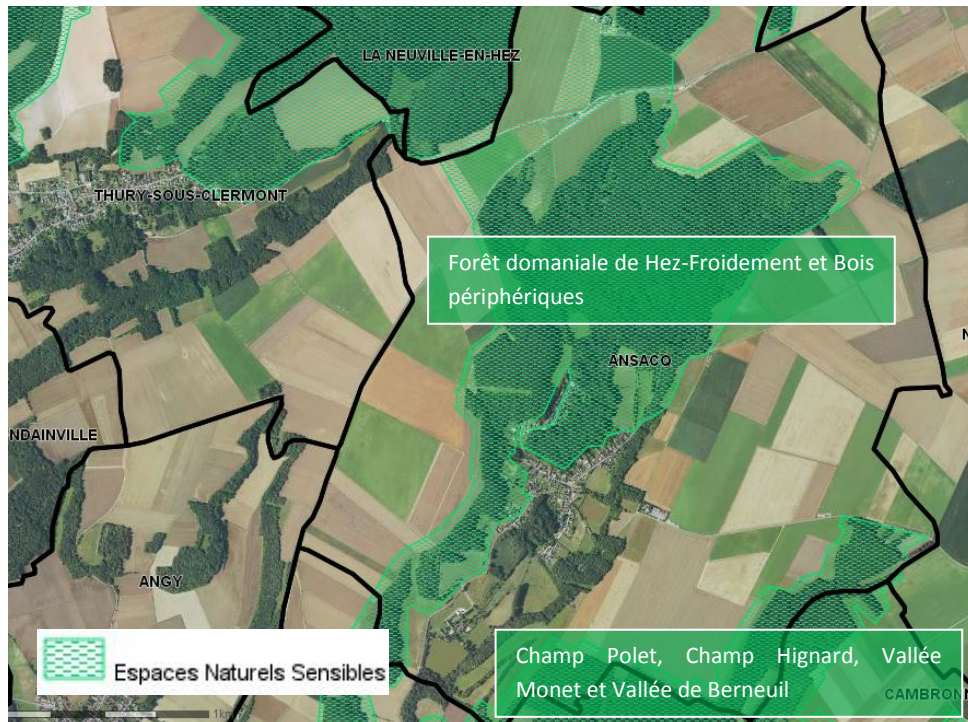 LA NEUVILLE-EN-HEZ
THURY-SOUS-CLERMONT
Forêt domaniale de Hez-Froidement et Bois
périphériques
ANSACQ
NDAINVILLE
ANGY
Espaces Naturels Sensibles
Champ Polet, Champ Hignard, Vallée
Monet et Vallée de Berneuil
CAMBRONN
1km